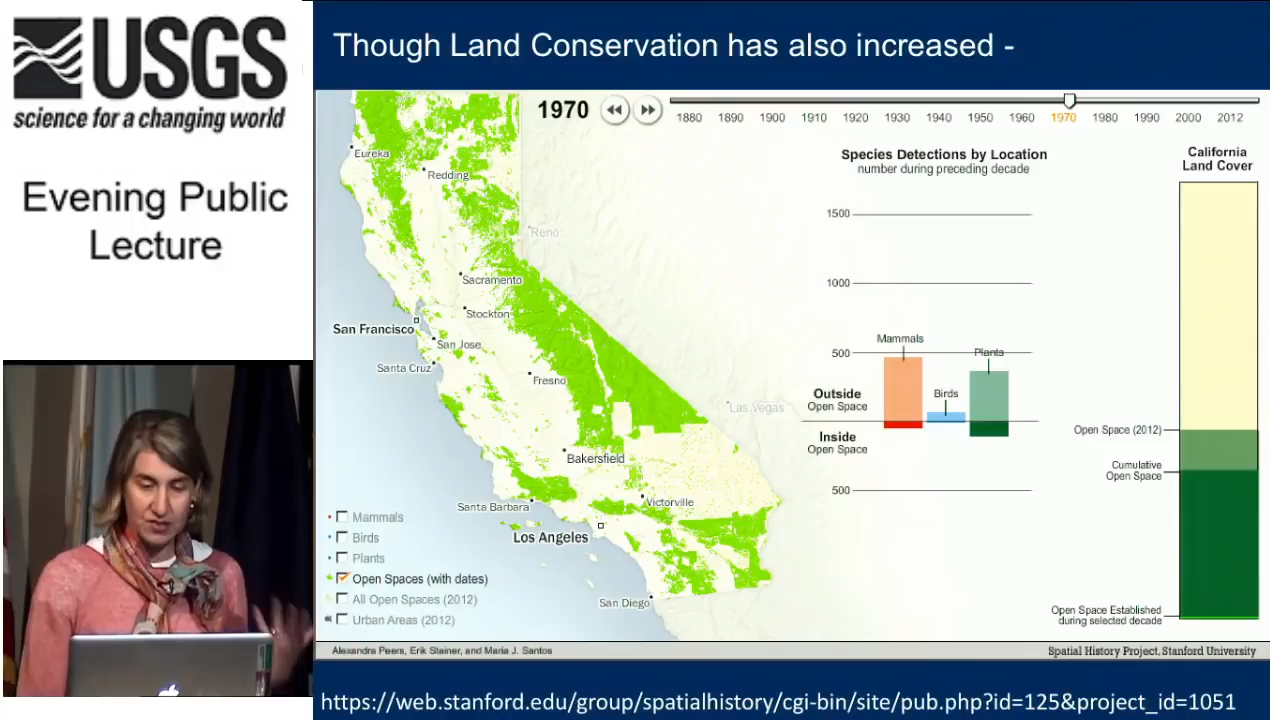 USGS
science for a changing world
Evening Public
Lecture
Though Land Conservation has also increased -
1970
1880 1890 1900 1910 1920 1930 1940 1950 1960 1970 1980 1990 2000 2012
Eureka
Redding
Reno
Sacramento
Stockton
San Francisco
San Jose
Santa Cruz
Fresno
Las Vegas
Bakersfield
Santa Barbara
Victorville
Los Angeles
San Diego
Mammals
Birds
Plants
Open Spaces (with dates)
All Open Spaces (2012)
Urban Areas (2012)
Species Detections by Location
number during preceding decade
1500
1000
500
Mammals
Plants
Birds
Outside
Open Space
Inside
Open Space
500
California
Land Cover
Open Space (2012)
Cumulative
Open Space
Open Space Established
during selected decade
Alexandra Peers, Erik Steiner, and Maria J. Santos
Spatial History Project, Stanford University
https://web.stanford.edu/group/spatialhistory/cgi-bin/site/pub.php?id=125&project_id=1051